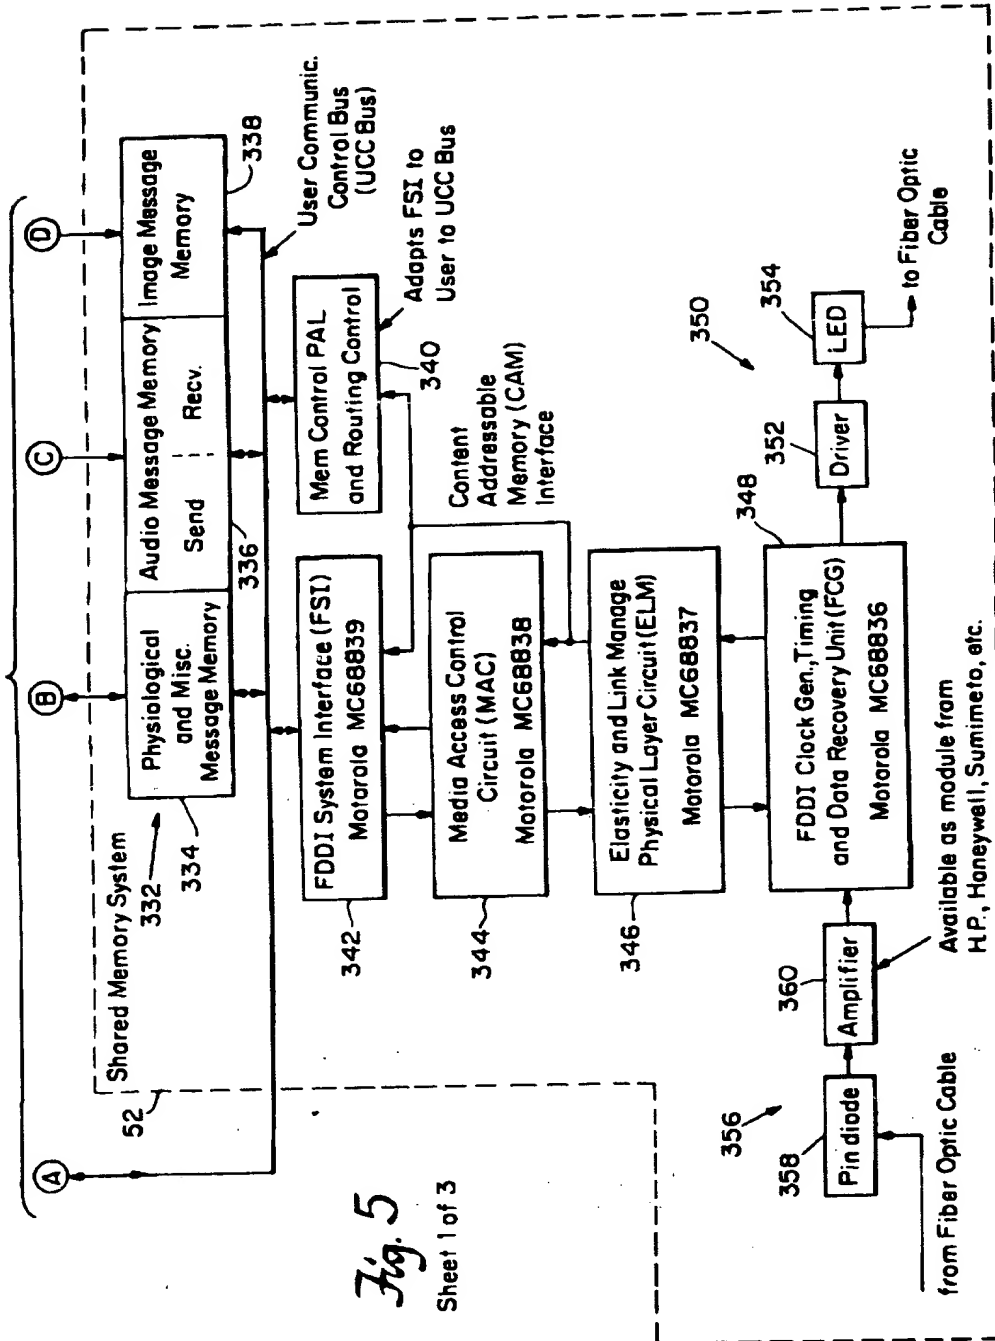 A
B
C
D
52
Shared Memory System
332
334
Physiological
and Misc.
Message Memory
Audio Message Memory
Send
Recv.
336
Image Message
Memory
338
User Communic.
Control Bus
(UCC Bus)
342
FDDI System Interface (FSI)
Motorola MC68839
Mem Control PAL
and Routing Control
340
Adapts FSI to
User to UCC Bus
344
Media Access Control
Circuit (MAC)
Motorola MC68838
Content
Addressable
Memory (CAM)
Interface
346
Elasticity and Link Manage
Physical Layer Circuit (ELM)
Motorola MC68837
356
358
Pin diode
360
Amplifier
348
FDDI Clock Gen., Timing
and Data Recovery Unit (FCG)
Motorola MC68836
352
Driver
350
354
LED
to Fiber Optic
Cable
from Fiber Optic Cable
Available as module from
H.P., Honeywell, Sumimeto, etc.
Fig. 5
Sheet 1 of 3